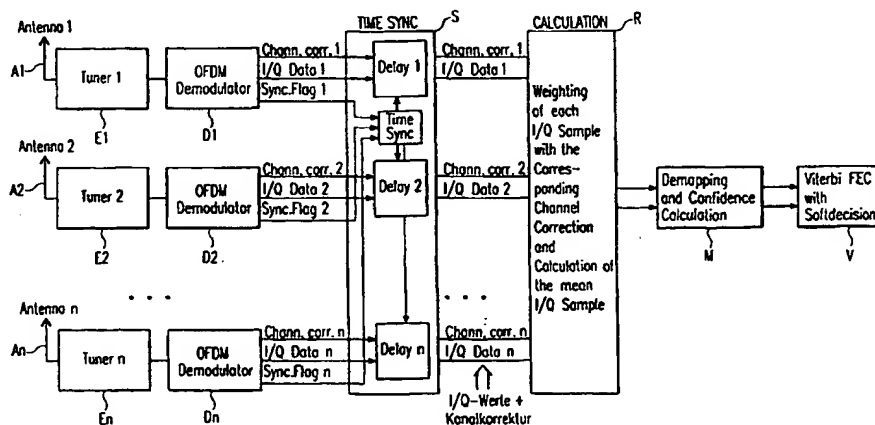 TIME SYNC
S
CALCULATION
R
Antenna 1
A1
Tuner 1
E1
OFDM
Demodulator
D1
Chann. corr. 1
I/Q Data 1
Sync.Flag 1
Delay 1
Time
Sync
Chann. corr. 1
I/Q Data 1
Antenna 2
A2
Tuner 2
E2
OFDM
Demodulator
D2
Chann. corr. 2
I/Q Data 2
Sync.Flag 2
Delay 2
Chann. corr. 2
I/Q Data 2
Weighting
of each
I/Q Sample
with the
Corres-
ponding
Channel
Correction
and
Calculation of
the mean
I/Q Sample
Demapping
and Confidence
Calculation
M
Viterbi FEC
with
Softdecision
V
. . .
. . .
Antenna n
An
Tuner n
En
OFDM
Demodulator
Dn
Chann. corr. n
I/Q Data n
Sync.Flag n
Delay n
Chann. corr. n
I/Q Data n
I/Q-Werte +
Kanalkorrektur